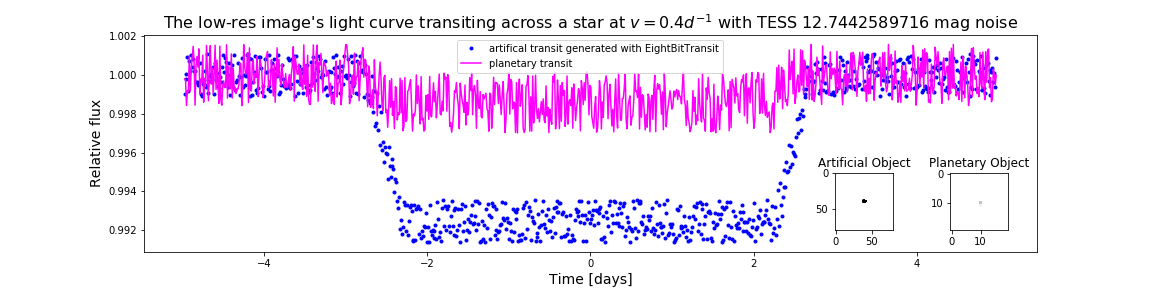 The low-res image's light curve transiting across a star at v = 0.4d⁻¹ with TESS 12.7442589716 mag noise
artifical transit generated with EightBitTransit
planetary transit
Relative flux
1.002
1.000
0.998
0.996
0.994
0.992
Artificial Object
0
50
0 50
Planetary Object
0
10
0 10
−4 −2 0 2 4
Time [days]